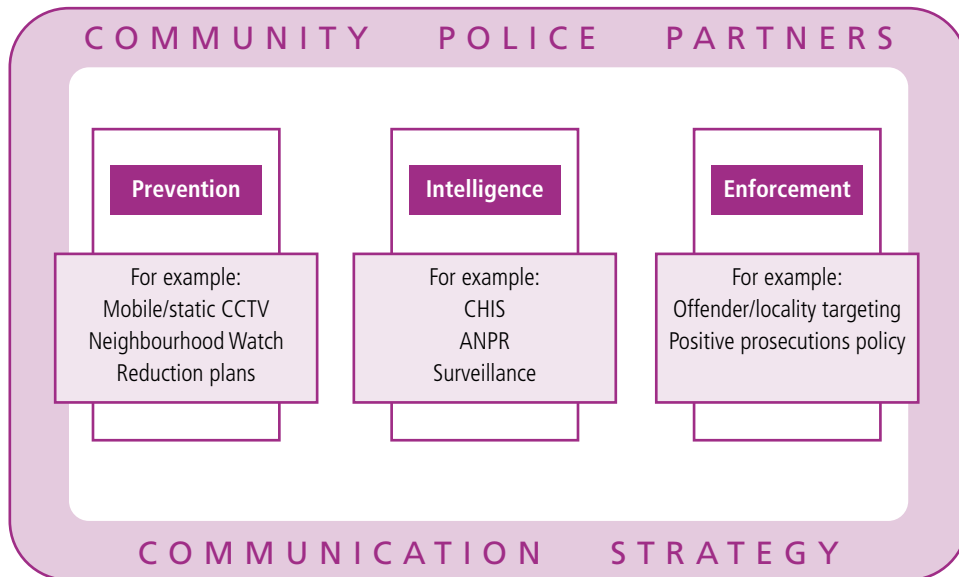 COMMUNITY POLICE PARTNERS
Prevention
For example:
Mobile/static CCTV
Neighbourhood Watch
Reduction plans
Intelligence
For example:
CHIS
ANPR
Surveillance
Enforcement
For example:
Offender/locality targeting
Positive prosecutions policy
COMMUNICATION STRATEGY